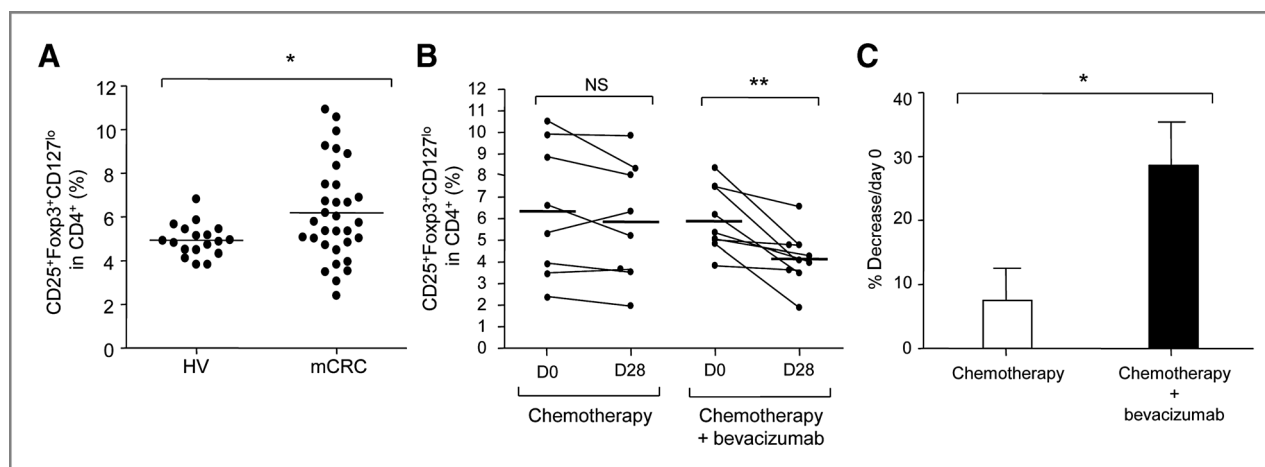 A
*
12
10
8
6
4
2
0
CD25⁺Foxp3⁺CD127ˡᵒ
in CD4⁺ (%)
HV
mCRC
B
NS
**
12
11
10
9
8
7
6
5
4
3
2
1
0
CD25⁺Foxp3⁺CD127ˡᵒ
in CD4⁺ (%)
D0
D28
D0
D28
Chemotherapy
Chemotherapy
+ bevacizumab
C
*
40
30
20
10
0
% Decrease/day 0
Chemotherapy
Chemotherapy
+
bevacizumab